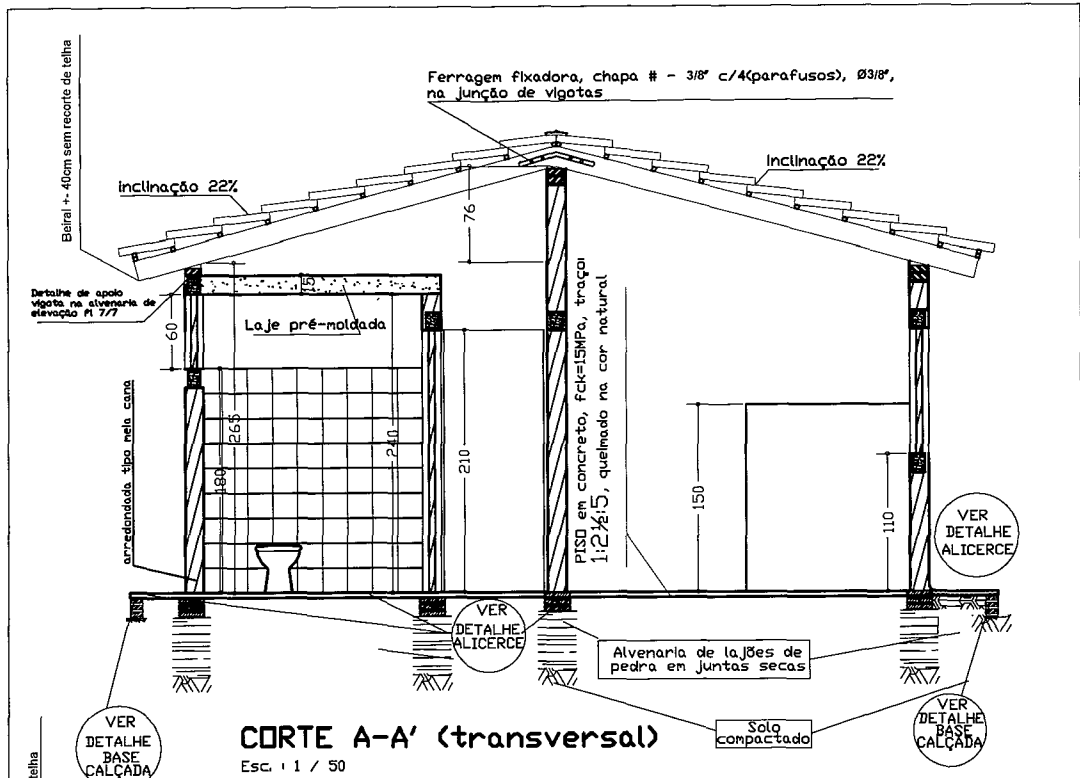 Beiral +- 40cm sem recorte de telha
Ferragem fixadora, chapa # - 3/8" c/4(parafusos), Ø3/8",
na junção de vigotas
inclinação 22%
inclinação 22%
76
Detalhe de apoio
vigota na alvenaria de
elevação Pl 7/7
15
60
Laje pré-moldada
arredondada tipo meia cana
265
180
240
210
PISO em concreto, fck=15MPa, traço:
1:2½:5, queimado na cor natural
150
110
VER
DETALHE
ALICERCE
VER
DETALHE
ALICERCE
Alvenaria de lajões de
pedra em juntas secas
VER
DETALHE
BASE
CALÇADA
CORTE A-A' (transversal)
Esc. : 1 / 50
Solo
compactado
VER
DETALHE
BASE
CALÇADA
telha